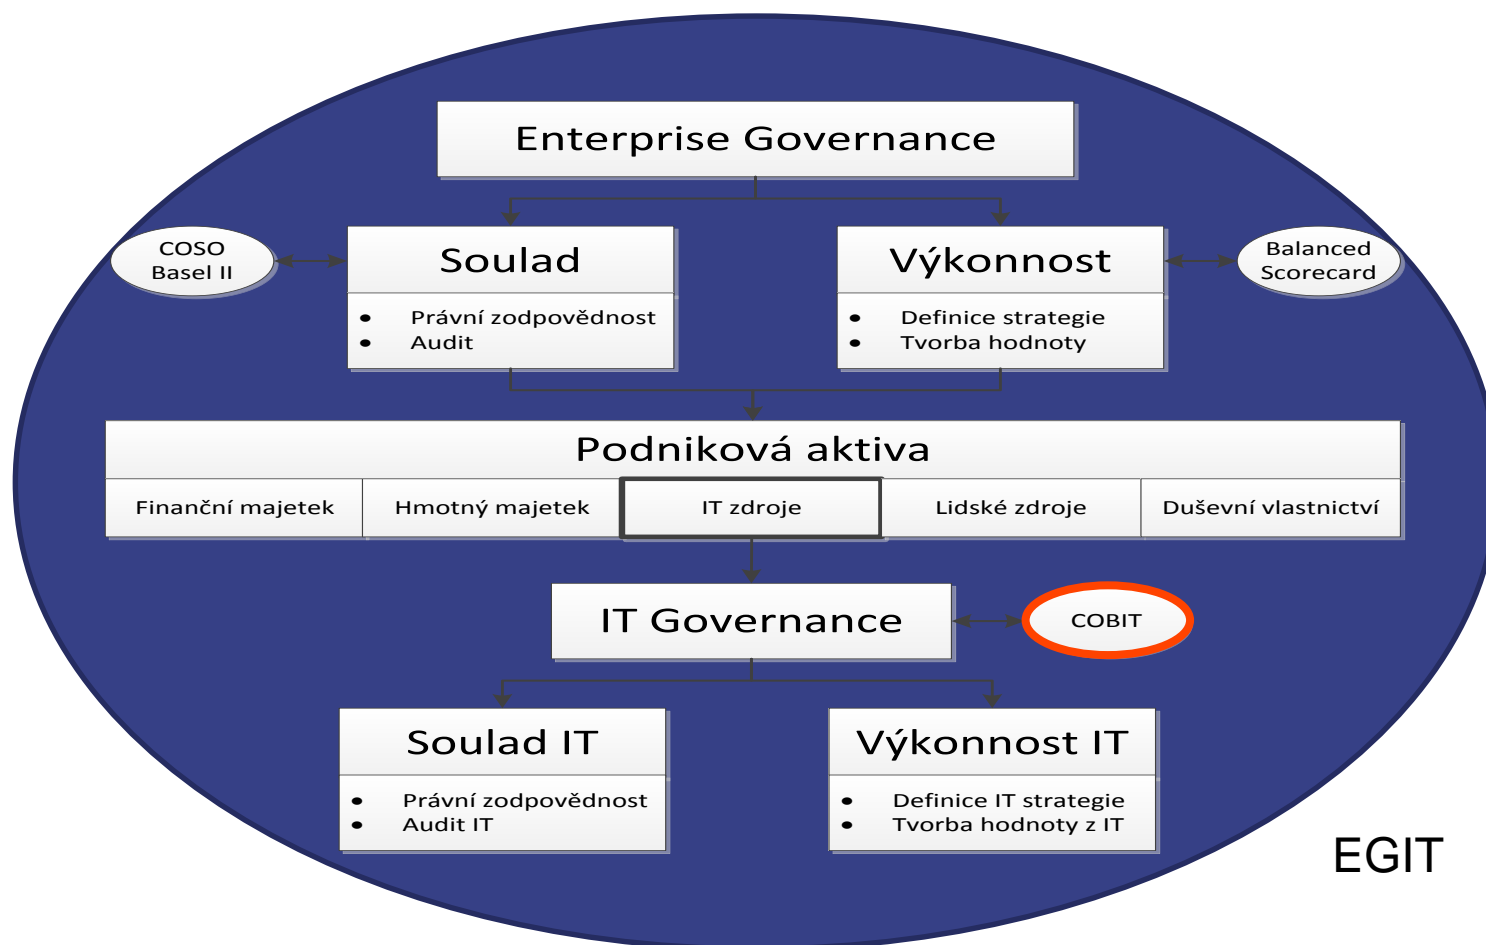 Enterprise Governance
COSO
Basel II
Soulad
Výkonnost
Balanced
Scorecard
• Právní zodpovědnost
• Audit
• Definice strategie
• Tvorba hodnoty
Podniková aktiva
Finanční majetek
Hmotný majetek
IT zdroje
Lidské zdroje
Duševní vlastnictví
IT Governance
COBIT
Soulad IT
Výkonnost IT
• Právní zodpovědnost
• Audit IT
• Definice IT strategie
• Tvorba hodnoty z IT
EGIT